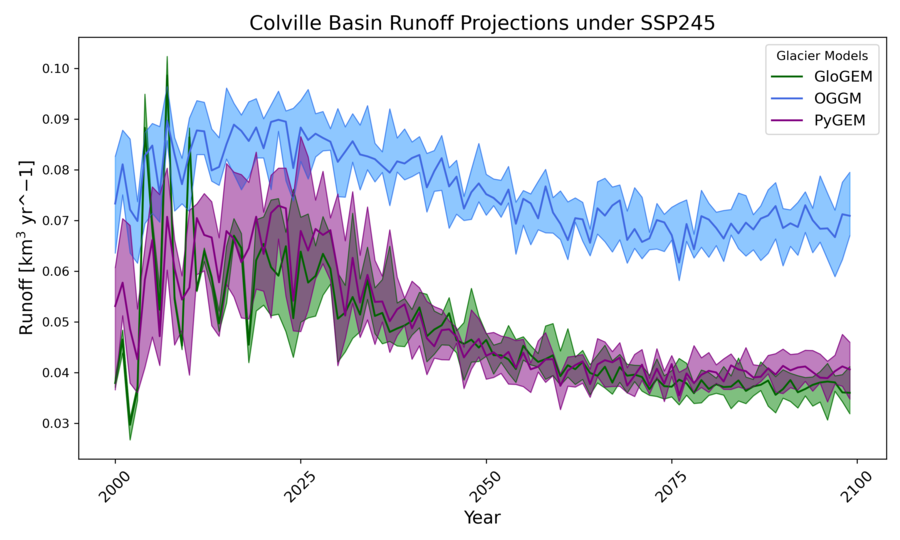 Colville Basin Runoff Projections under SSP245
Runoff [km³ yr^−1]
0.10
0.09
0.08
0.07
0.06
0.05
0.04
0.03
Glacier Models
GloGEM
OGGM
PyGEM
2000
2025
2050
2075
2100
Year